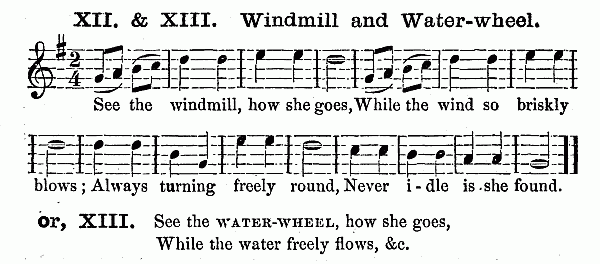 XII. & XIII. Windmill and Water-wheel.
2
4
See the windmill, how she goes, While the wind so briskly
blows; Always turning freely round, Never i-dle is she found.
or, XIII. See the WATER-WHEEL, how she goes,
While the water freely flows, &c.